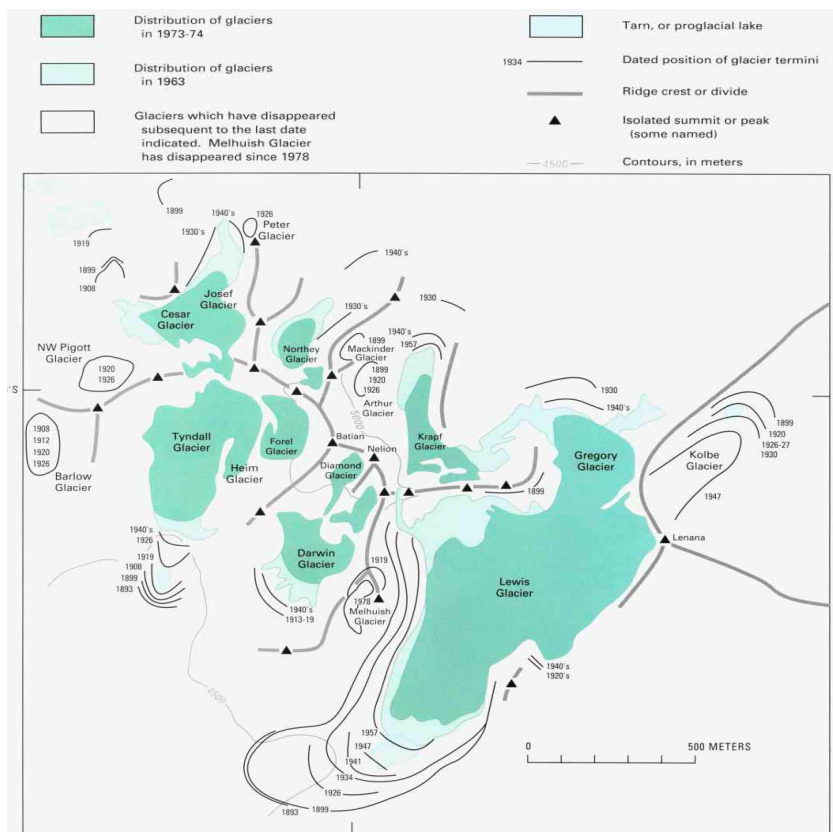 Distribution of glaciers
in 1973-74
Distribution of glaciers
in 1963
Glaciers which have disappeared
subsequent to the last date
indicated. Melhuish Glacier
has disappeared since 1978
Tarn, or proglacial lake
1934
Dated position of glacier termini
Ridge crest or divide
Isolated summit or peak
(some named)
4500
Contours, in meters
1899
1940's
1926
Peter
Glacier
1919
1930's
1899
1908
Josef
Glacier
Cesar
Glacier
1940's
1930's
1930
NW Pigott
Glacier
1920
1926
Northey
Glacier
1899
Mackinder
Glacier
1940's
1957
1899
1920
1926
Arthur
Glacier
'S
1930
1940's
1908
1912
1920
1926
Barlow
Glacier
Tyndall
Glacier
Heim
Glacier
Forel
Glacier
5000
Batian
Nelion
Diamond
Glacier
Krapf
Glacier
Gregory
Glacier
1899
1920
1926-27
1930
Kolbe
Glacier
1947
1899
Lenana
1940's
1926
1919
1908
1899
1893
Darwin
Glacier
1919
1978
Melhuish
Glacier
1940's
1913-19
Lewis
Glacier
1940's
1920's
4500
1957
1947
1941
1934
1926
1893
1899
0
500 METERS